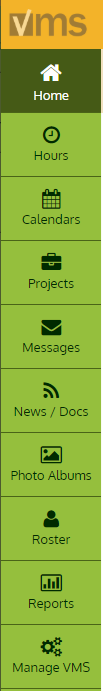 vms
Home
Hours
Calendars
Projects
Messages
News / Docs
Photo Albums
Roster
Reports
Manage VMS